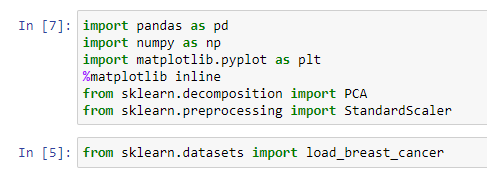 In [7]: import pandas as pd
import numpy as np
import matplotlib.pyplot as plt
%matplotlib inline
from sklearn.decomposition import PCA
from sklearn.preprocessing import StandardScaler
In [5]: from sklearn.datasets import load_breast_cancer